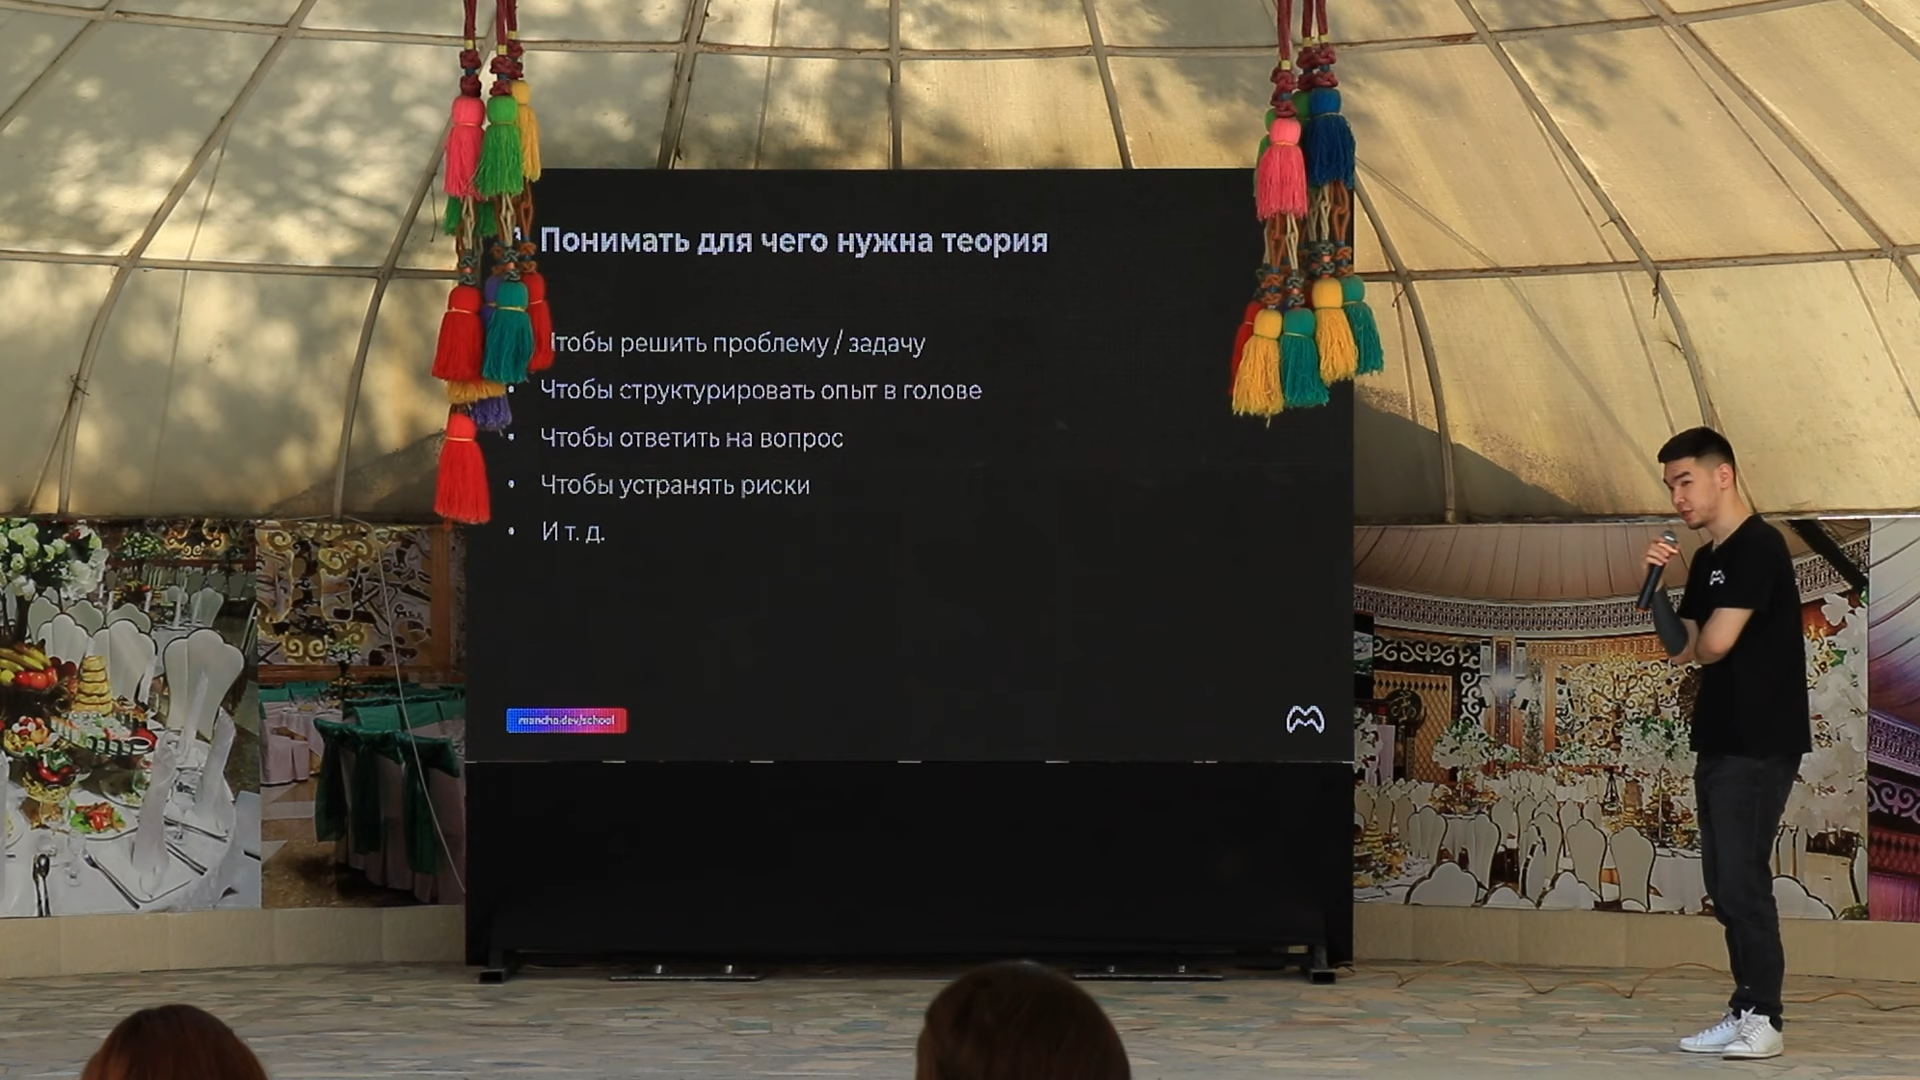 Понимать для чего нужна теория
Чтобы решить проблему / задачу
Чтобы структурировать опыт в голове
Чтобы ответить на вопрос
Чтобы устранять риски
И т. д.
mancho.dev/school